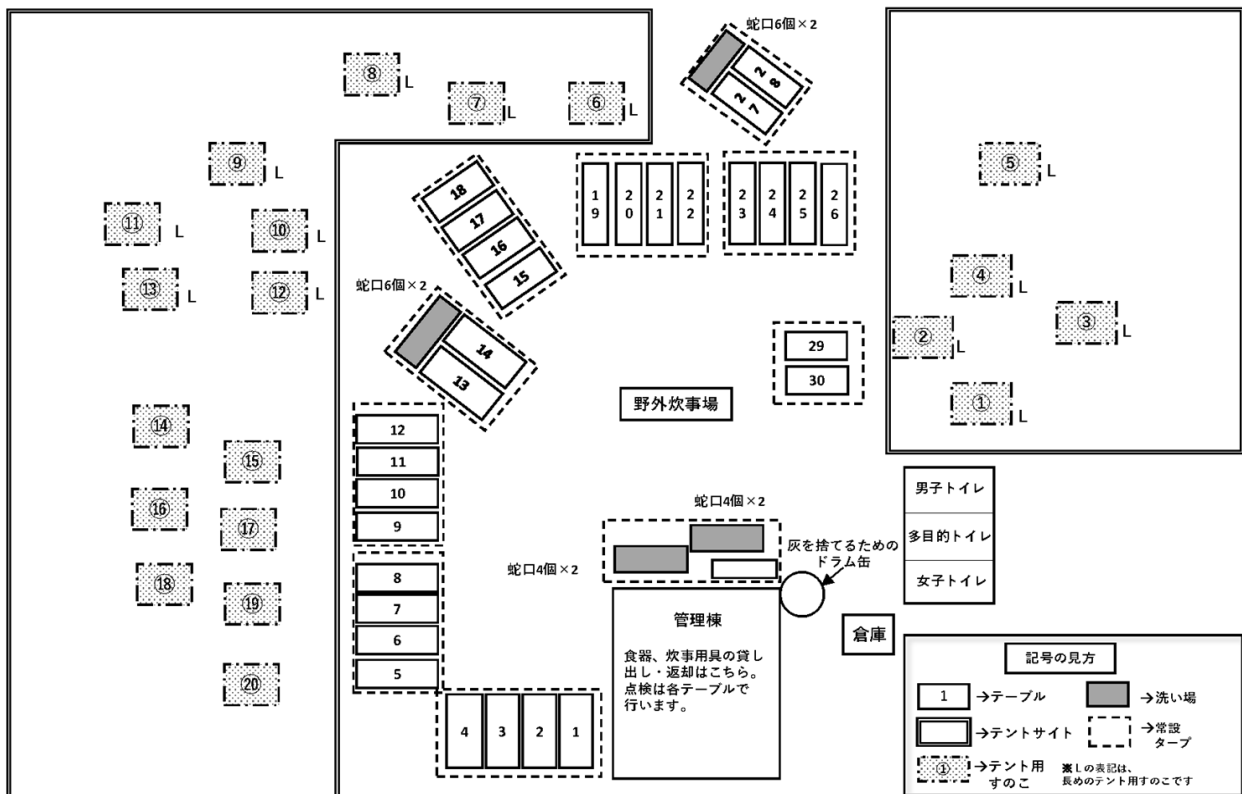 蛇口6個×2
⑧
L
⑦
L
⑥
L
28
27
⑤
L
⑨
L
⑪
L
⑩
L
⑬
L
⑫
L
18
17
16
15
19
20
21
22
23
24
25
26
④
L
③
L
②
L
①
L
蛇口6個×2
14
13
29
30
野外炊事場
⑭
⑮
⑯
⑰
⑱
⑲
⑳
12
11
10
9
8
7
6
5
4
3
2
1
蛇口4個×2
蛇口4個×2
灰を捨てるための
ドラム缶
管理棟
食器、炊事用具の貸し
出し・返却はこちら。
点検は各テーブルで
行います。
倉庫
男子トイレ
多目的トイレ
女子トイレ
記号の見方
1
→テーブル
→洗い場
→テントサイト
→常設
タープ
①
→テント用
すのこ
※Lの表記は、
長めのテント用すのこです